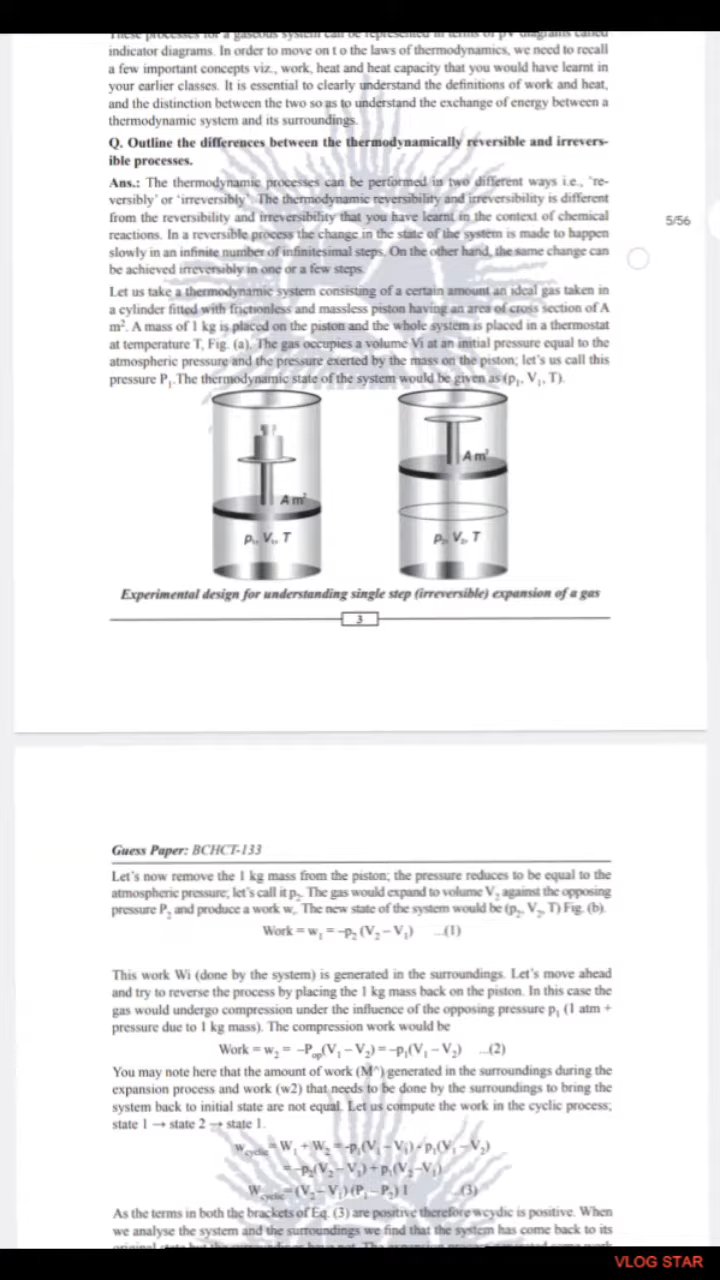 These processes for a gaseous system can be represented in terms of pV diagrams called
indicator diagrams. In order to move on t o the laws of thermodynamics, we need to recall
a few important concepts viz., work, heat and heat capacity that you would have learnt in
your earlier classes. It is essential to clearly understand the definitions of work and heat,
and the distinction between the two so as to understand the exchange of energy between a
thermodynamic system and its surroundings.
Q. Outline the differences between the thermodynamically reversible and irrevers-
ible processes.
Ans.: The thermodynamic processes can be performed in two different ways i.e., 're-
versibly' or 'irreversibly'. The thermodynamic reversibility and irreversibility is different
from the reversibility and irreversibility that you have learnt in the context of chemical
reactions. In a reversible process the change in the state of the system is made to happen
slowly in an infinite number of infinitesimal steps. On the other hand, the same change can
be achieved irreversibly in one or a few steps.
5/56
Let us take a thermodynamic system consisting of a certain amount an ideal gas taken in
a cylinder fitted with frictionless and massless piston having an area of cross section of A
m². A mass of 1 kg is placed on the piston and the whole system is placed in a thermostat
at temperature T, Fig. (a). The gas occupies a volume Vi at an initial pressure equal to the
atmospheric pressure and the pressure exerted by the mass on the piston; let's us call this
pressure P₁.The thermodynamic state of the system would be given as (p₁, V₁, T).
A m²
p₁, V₁, T
A m²
p₂, V₂, T
Experimental design for understanding single step (irreversible) expansion of a gas
3
Guess Paper: BCHCT-133
Let's now remove the 1 kg mass from the piston; the pressure reduces to be equal to the
atmospheric pressure; let's call it p₂. The gas would expand to volume V₂ against the opposing
pressure P₂ and produce a work w. The new state of the system would be (p₂, V₂, T) Fig. (b).
Work = w₁ = -p₂ (V₂ – V₁) ...(1)
This work Wi (done by the system) is generated in the surroundings. Let's move ahead
and try to reverse the process by placing the 1 kg mass back on the piston. In this case the
gas would undergo compression under the influence of the opposing pressure p₁ (1 atm +
pressure due to 1 kg mass). The compression work would be
Work = w₂ = -Pop(V₁ – V₂) = -p₁(V₁ – V₂) ...(2)
You may note here that the amount of work (M^) generated in the surroundings during the
expansion process and work (w2) that needs to be done by the surroundings to bring the
system back to initial state are not equal. Let us compute the work in the cyclic process;
state 1 → state 2 → state 1.
= W₁ + W₂ =
= -p₂(V₂ – V₁) + p₁(V₂ – V₁)
Wcyclic = (V₂ – V₁) (P₁ – P₂) 1 ...(3)
As the terms in both the brackets of Eq. (3) are positive therefore wcydic is positive. When
we analyse the system and the surroundings we find that the system has come back to its
VLOG STAR